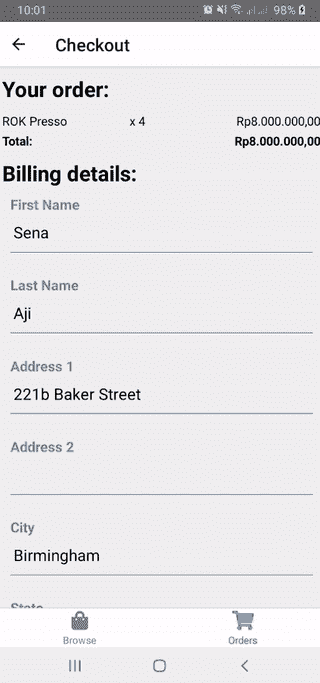 10:01
98%
Checkout
Your order:
ROK Presso x 4 Rp8.000.000,00
Total: Rp8.000.000,00
Billing details:
First Name
Sena
Last Name
Aji
Address 1
221b Baker Street
Address 2
City
Birmingham
State
Browse
Orders